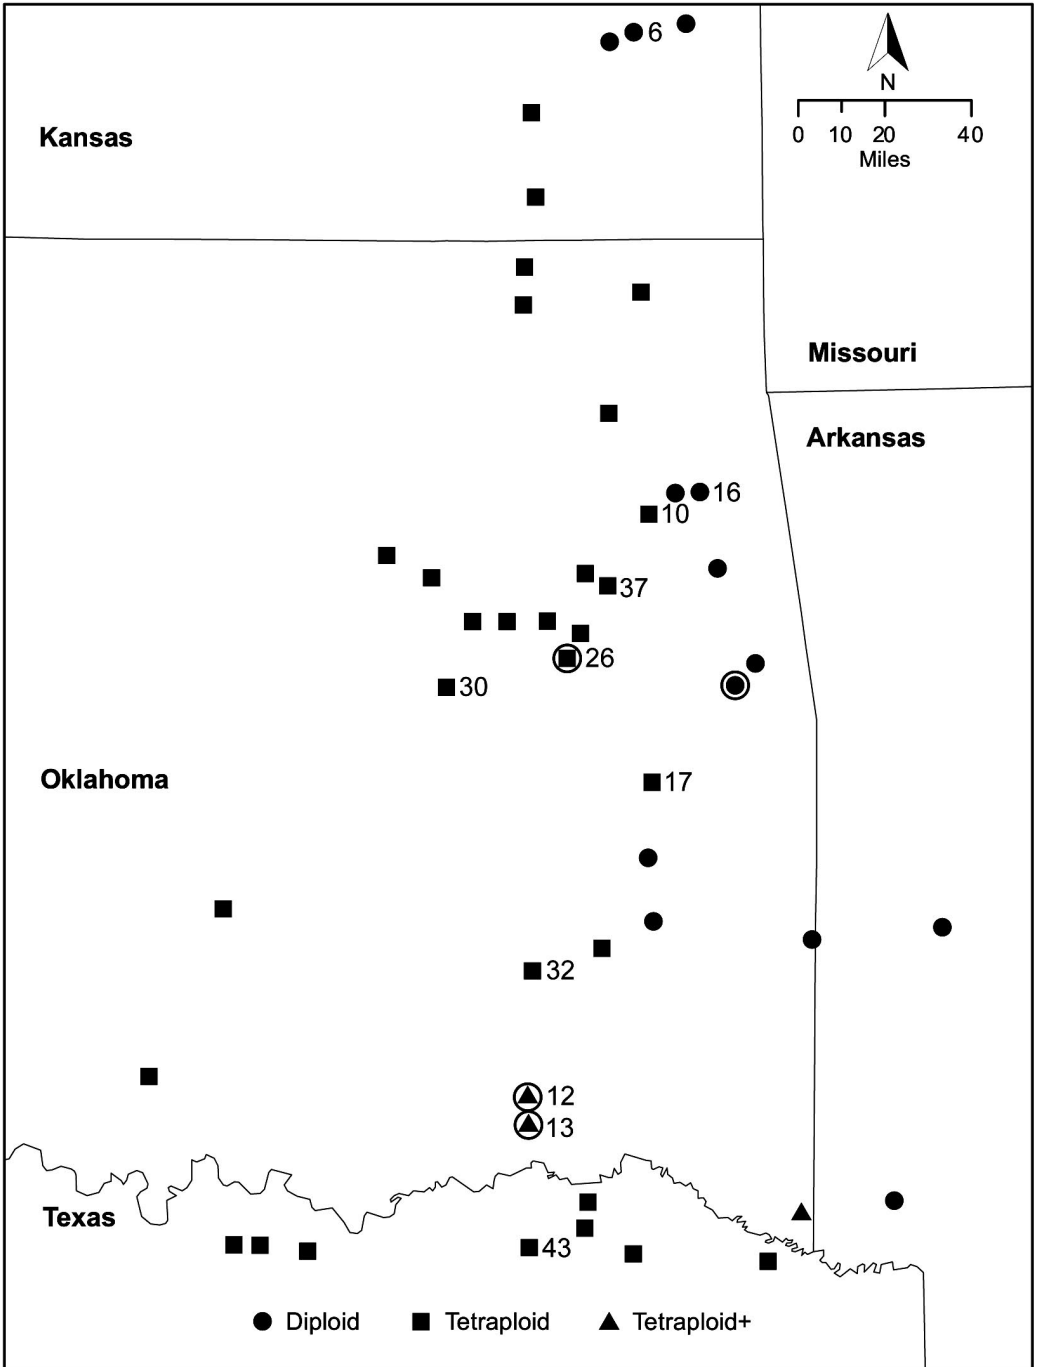 6
N
0 10 20 40
Miles
Kansas
Missouri
Arkansas
16
10
37
26
30
Oklahoma
17
32
12
13
Texas
43
Diploid Tetraploid Tetraploid+